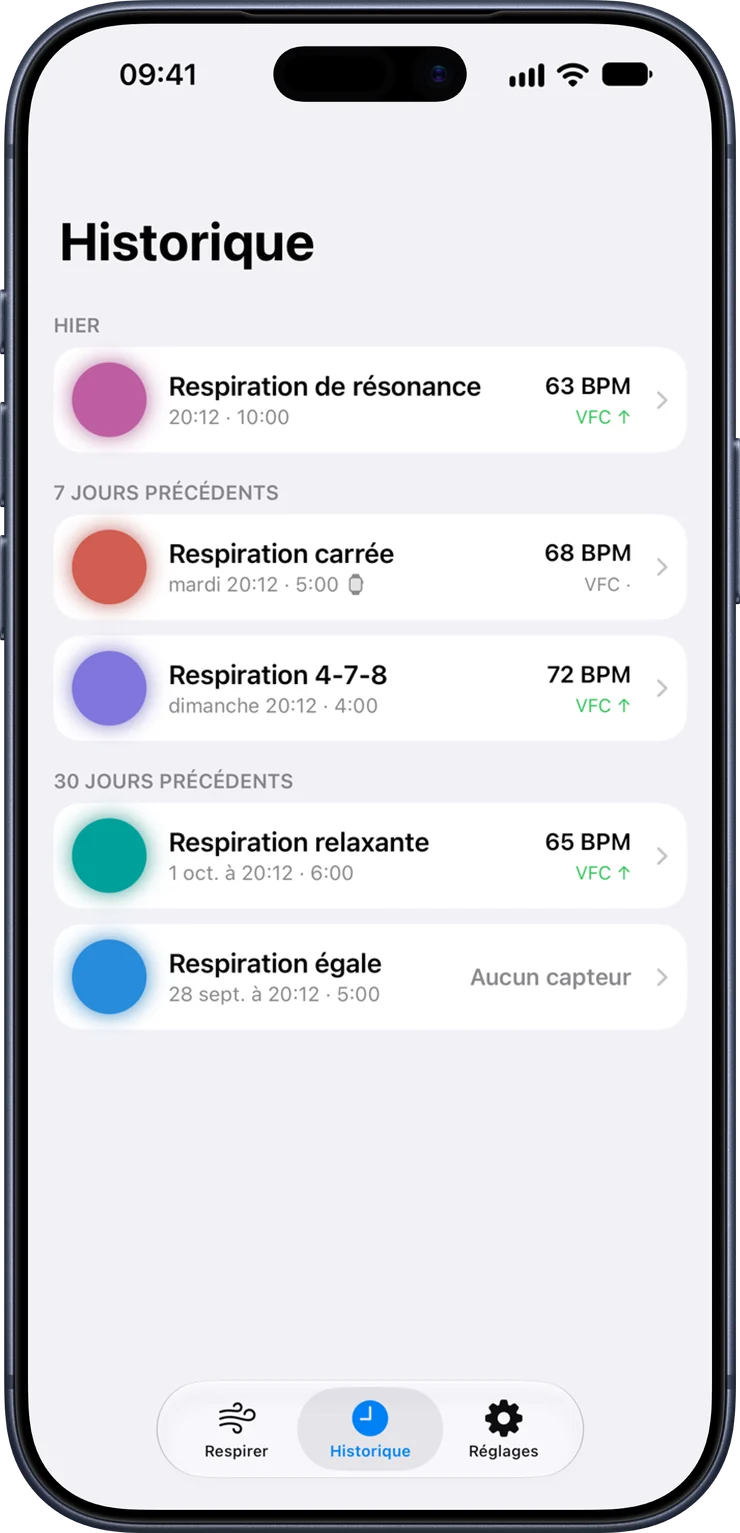 09:41
Historique
HIER
Respiration de résonance
63 BPM
20:12 · 10:00
VFC ↑
7 JOURS PRÉCÉDENTS
Respiration carrée
68 BPM
mardi 20:12 · 5:00
VFC ·
Respiration 4-7-8
72 BPM
dimanche 20:12 · 4:00
VFC ↑
30 JOURS PRÉCÉDENTS
Respiration relaxante
65 BPM
1 oct. à 20:12 · 6:00
VFC ↑
Respiration égale
Aucun capteur
28 sept. à 20:12 · 5:00
Respirer
Historique
Réglages